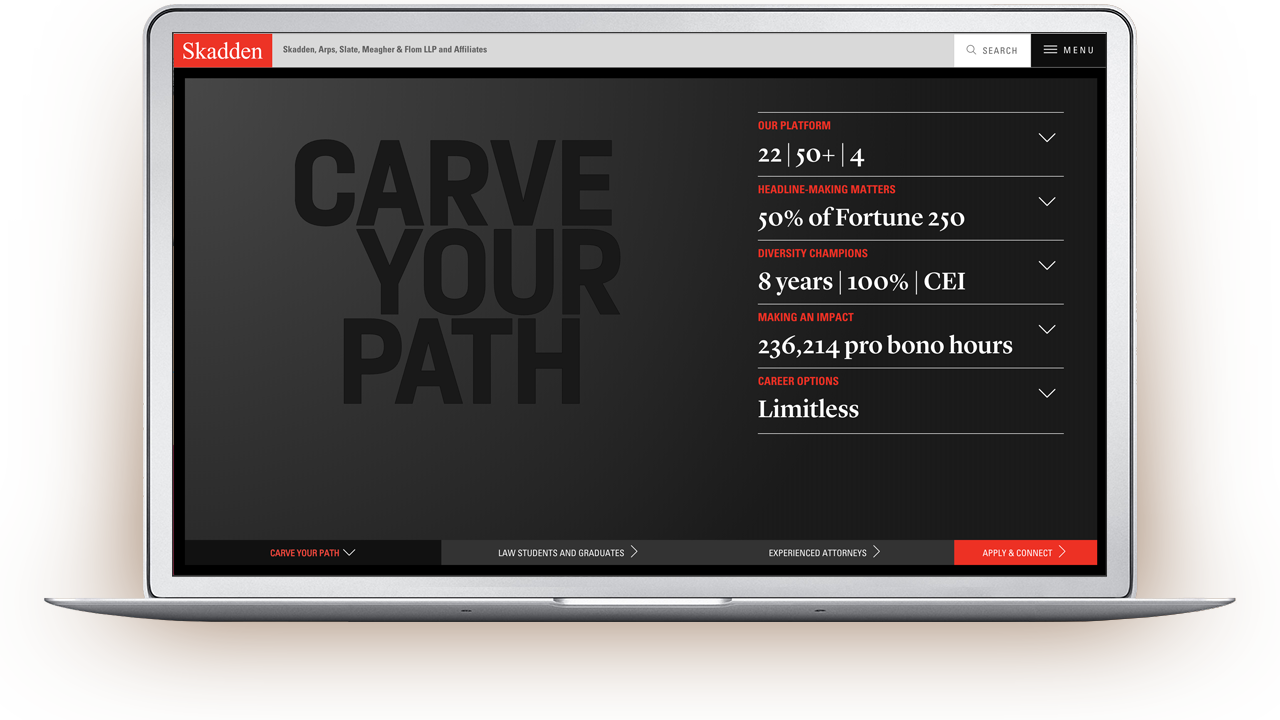 Skadden
Skadden, Arps, Slate, Meagher & Flom LLP and Affiliates
SEARCH
MENU
CARVE
YOUR
PATH
OUR PLATFORM
22 | 50+ | 4
HEADLINE-MAKING MATTERS
50% of Fortune 250
DIVERSITY CHAMPIONS
8 years | 100% | CEI
MAKING AN IMPACT
236,214 pro bono hours
CAREER OPTIONS
Limitless
CARVE YOUR PATH
LAW STUDENTS AND GRADUATES
EXPERIENCED ATTORNEYS
APPLY & CONNECT